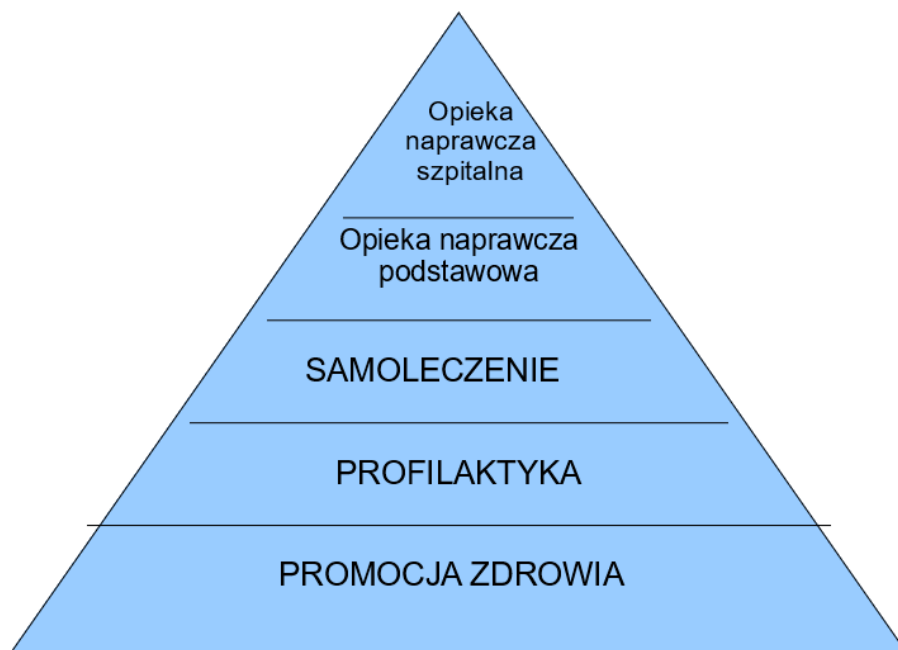 Opieka
naprawcza
szpitalna
Opieka naprawcza
podstawowa
SAMOLECZENIE
PROFILAKTYKA
PROMOCJA ZDROWIA